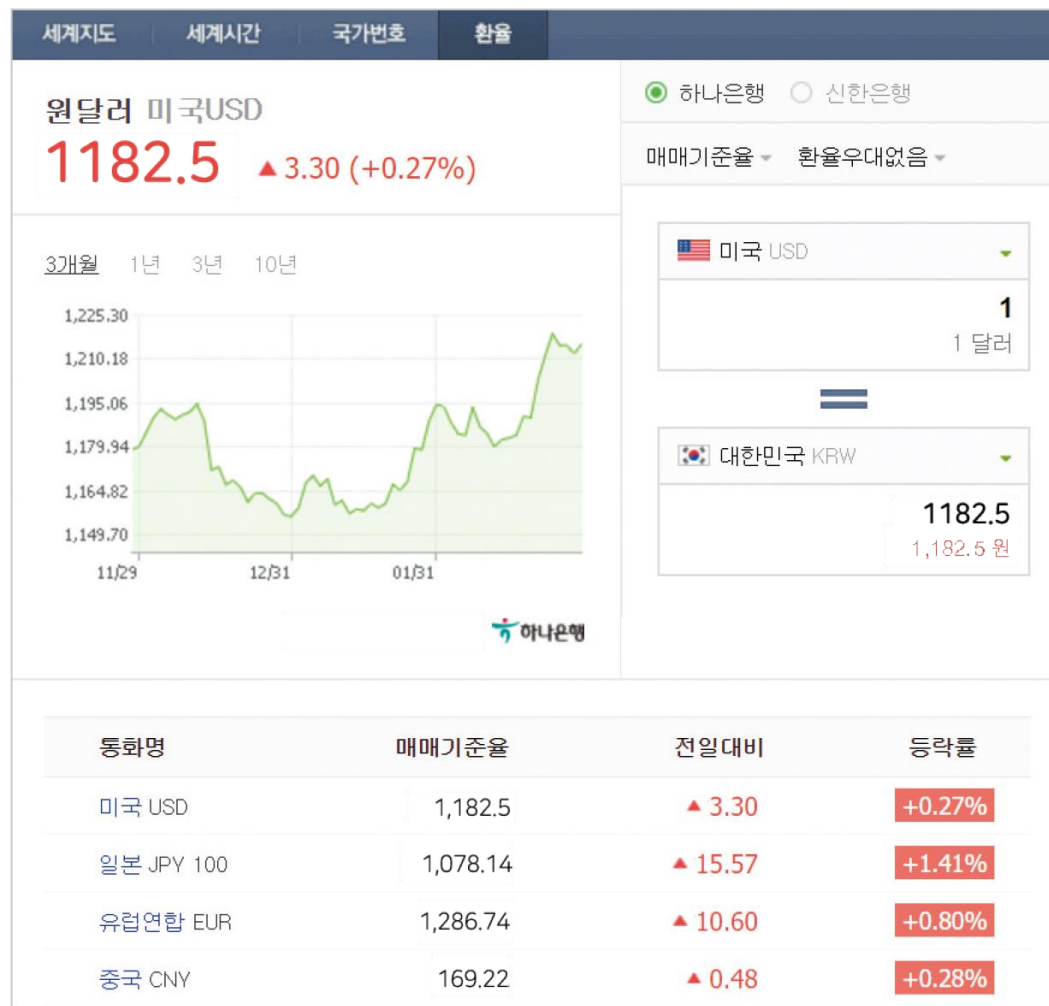 세계지도 세계시간 국가번호 환율
원달러 미국USD
1182.5 ▲3.30 (+0.27%)
하나은행 신한은행
매매기준율 환율우대없음
3개월 1년 3년 10년
1,225.30
1,210.18
1,195.06
1,179.94
1,164.82
1,149.70
11/29 12/31 01/31
하나은행
미국 USD
1
1 달러
대한민국 KRW
1182.5
1,182.5 원
통화명 매매기준율 전일대비 등락률
미국 USD 1,182.5 ▲ 3.30 +0.27%
일본 JPY 100 1,078.14 ▲ 15.57 +1.41%
유럽연합 EUR 1,286.74 ▲ 10.60 +0.80%
중국 CNY 169.22 ▲ 0.48 +0.28%